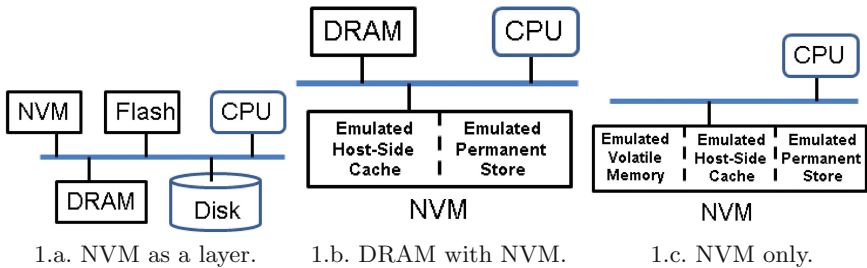 NVM
Flash
CPU
DRAM
Disk
1.a. NVM as a layer.
DRAM
CPU
Emulated
Host-Side
Cache
Emulated
Permanent
Store
NVM
1.b. DRAM with NVM.
CPU
Emulated
Volatile
Memory
Emulated
Host-Side
Cache
Emulated
Permanent
Store
NVM
1.c. NVM only.